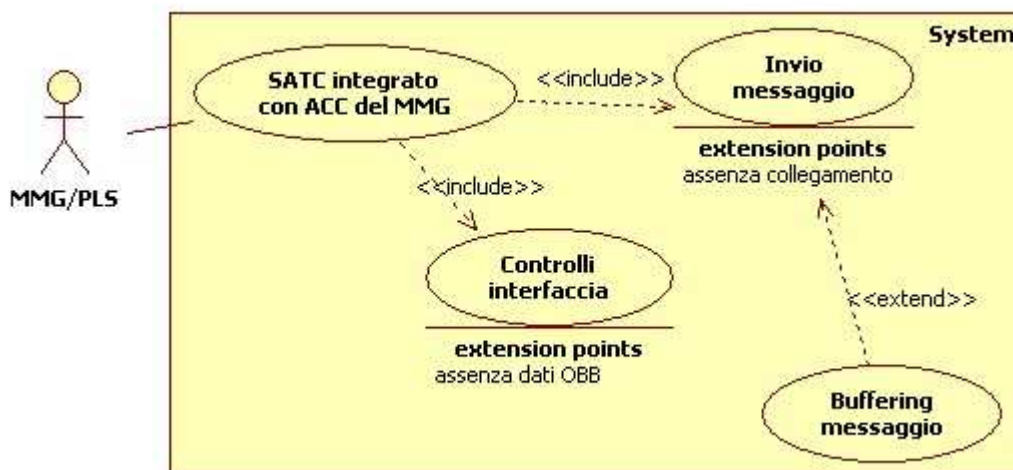 System
SATC integrato
con ACC del MMG
<<include>>
Invio
messaggio
extension points
assenza collegamento
MMG/PLS
<<include>>
Controlli
interfaccia
extension points
assenza dati OBB
<<extend>>
Buffering
messaggio